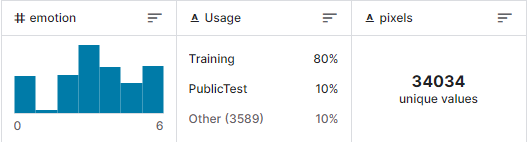 # emotion
A Usage
A pixels
0 6
Training 80%
PublicTest 10%
Other (3589) 10%
34034
unique values